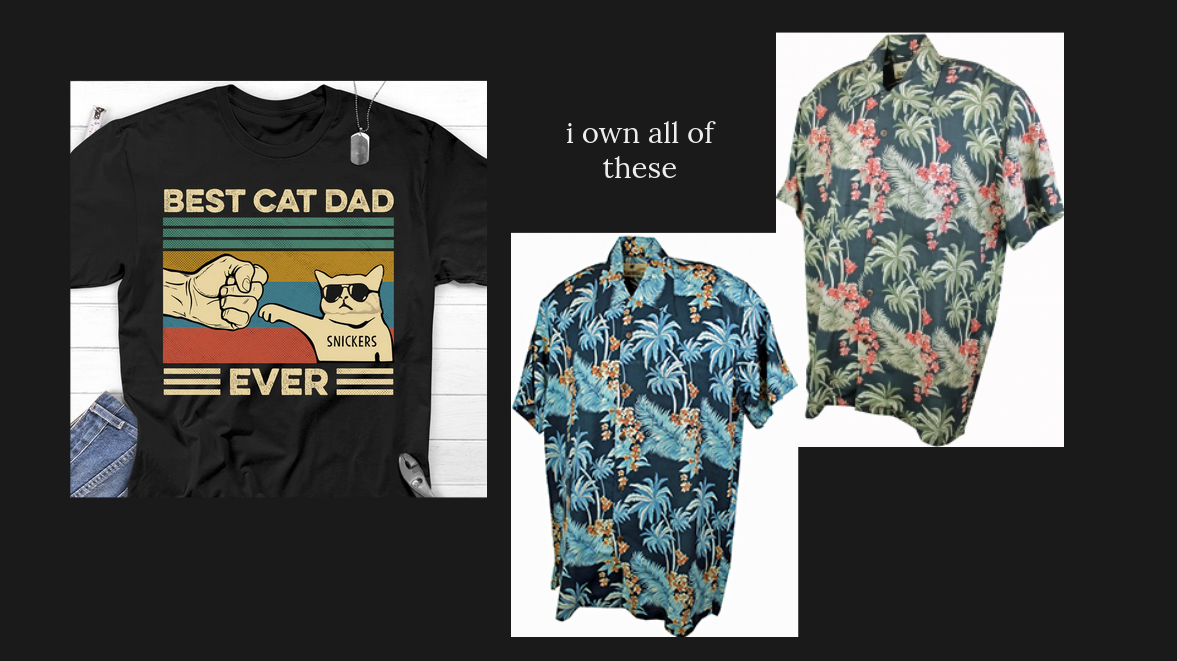 BEST CAT DAD
SNICKERS
EVER
i own all of
these